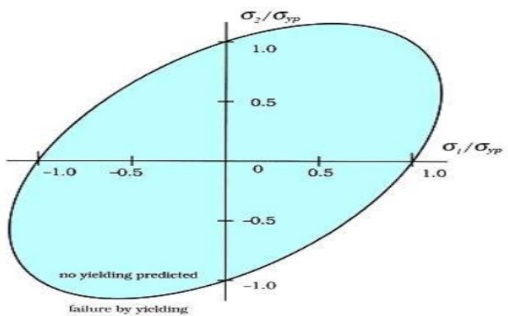 σ₂/σyp
1.0
0.5
σ₁/σyp
-1.0 -0.5 0 0.5 1.0
-0.5
no yielding predicted
-1.0
failure by yielding